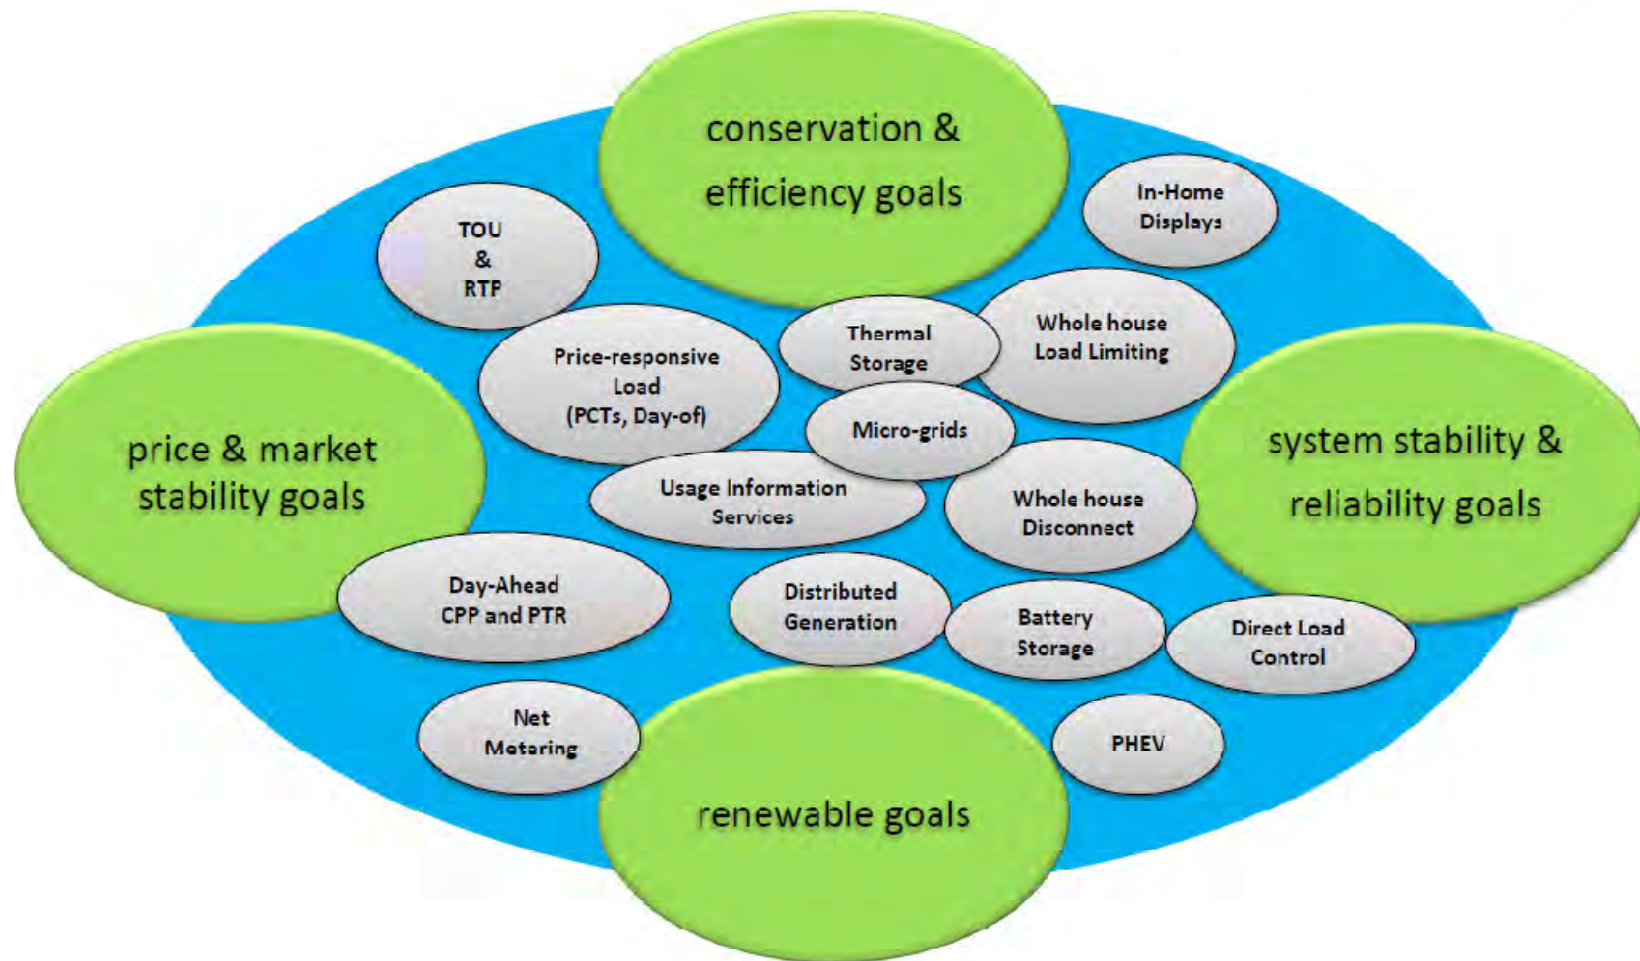 conservation &
efficiency goals
In-Home
Displays
TOU
&
RTP
Thermal
Storage
Whole house
Load Limiting
Price-responsive
Load
(PCTs, Day-of)
Micro-grids
price & market
stability goals
system stability &
reliability goals
Usage Information
Services
Whole house
Disconnect
Day-Ahead
CPP and PTR
Distributed
Generation
Battery
Storage
Direct Load
Control
Net
Metering
PHEV
renewable goals